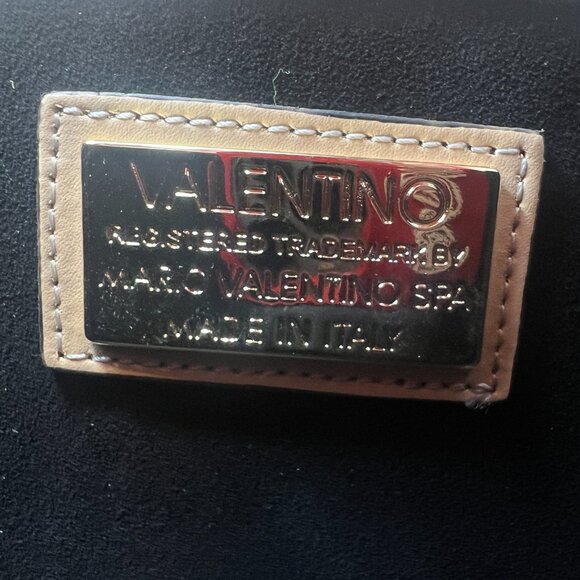 VALENTINO
REGISTERED TRADEMARK BY
MARIO VALENTINO SPA
MADE IN ITALY